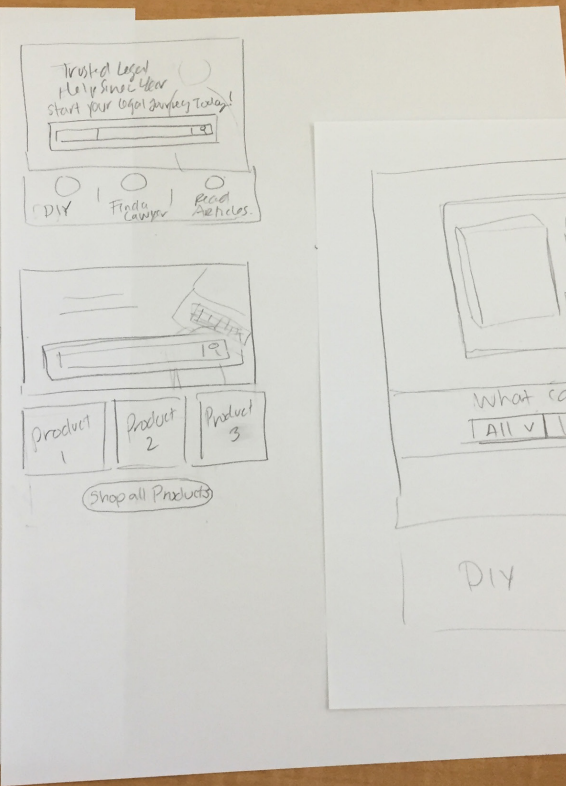 Trusted Legal
Help Since Year
Start your legal journey Today!
DIY
Find a
Lawyer
Read
Articles.
Product
1
Product
2
Product
3
Shop all Products
What ca
All v
DIY